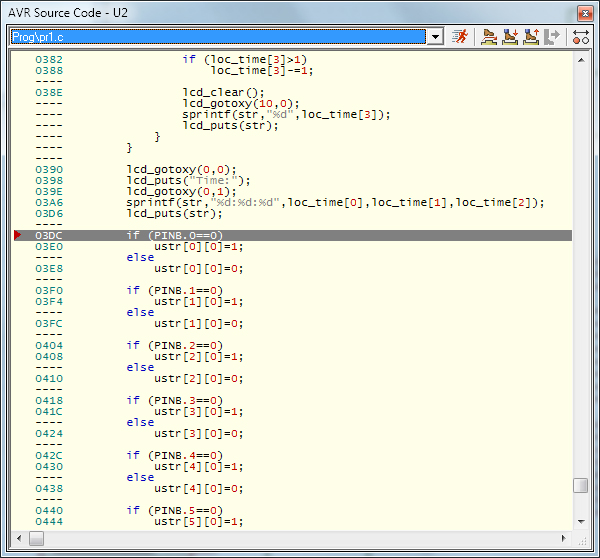 AVR Source Code - U2
Prog\pr1.c
0382 if (loc_time[3]>1)
0388 loc_time[3]-=1;
----
038E lcd_clear();
---- lcd_gotoxy(10,0);
---- sprintf(str,"%d",loc_time[3]);
---- lcd_puts(str);
---- }
---- }
----
0390 lcd_gotoxy(0,0);
0398 lcd_puts("Time:");
039E lcd_gotoxy(0,1);
03A6 sprintf(str,"%d:%d:%d",loc_time[0],loc_time[1],loc_time[2]);
03D6 lcd_puts(str);
----
03DC if (PINB.0==0)
03E0 ustr[0][0]=1;
---- else
03E8 ustr[0][0]=0;
----
03F0 if (PINB.1==0)
03F4 ustr[1][0]=1;
---- else
03FC ustr[1][0]=0;
----
0404 if (PINB.2==0)
0408 ustr[2][0]=1;
---- else
0410 ustr[2][0]=0;
----
0418 if (PINB.3==0)
041C ustr[3][0]=1;
---- else
0424 ustr[3][0]=0;
----
042C if (PINB.4==0)
0430 ustr[4][0]=1;
---- else
0438 ustr[4][0]=0;
----
0440 if (PINB.5==0)
0444 ustr[5][0]=1;